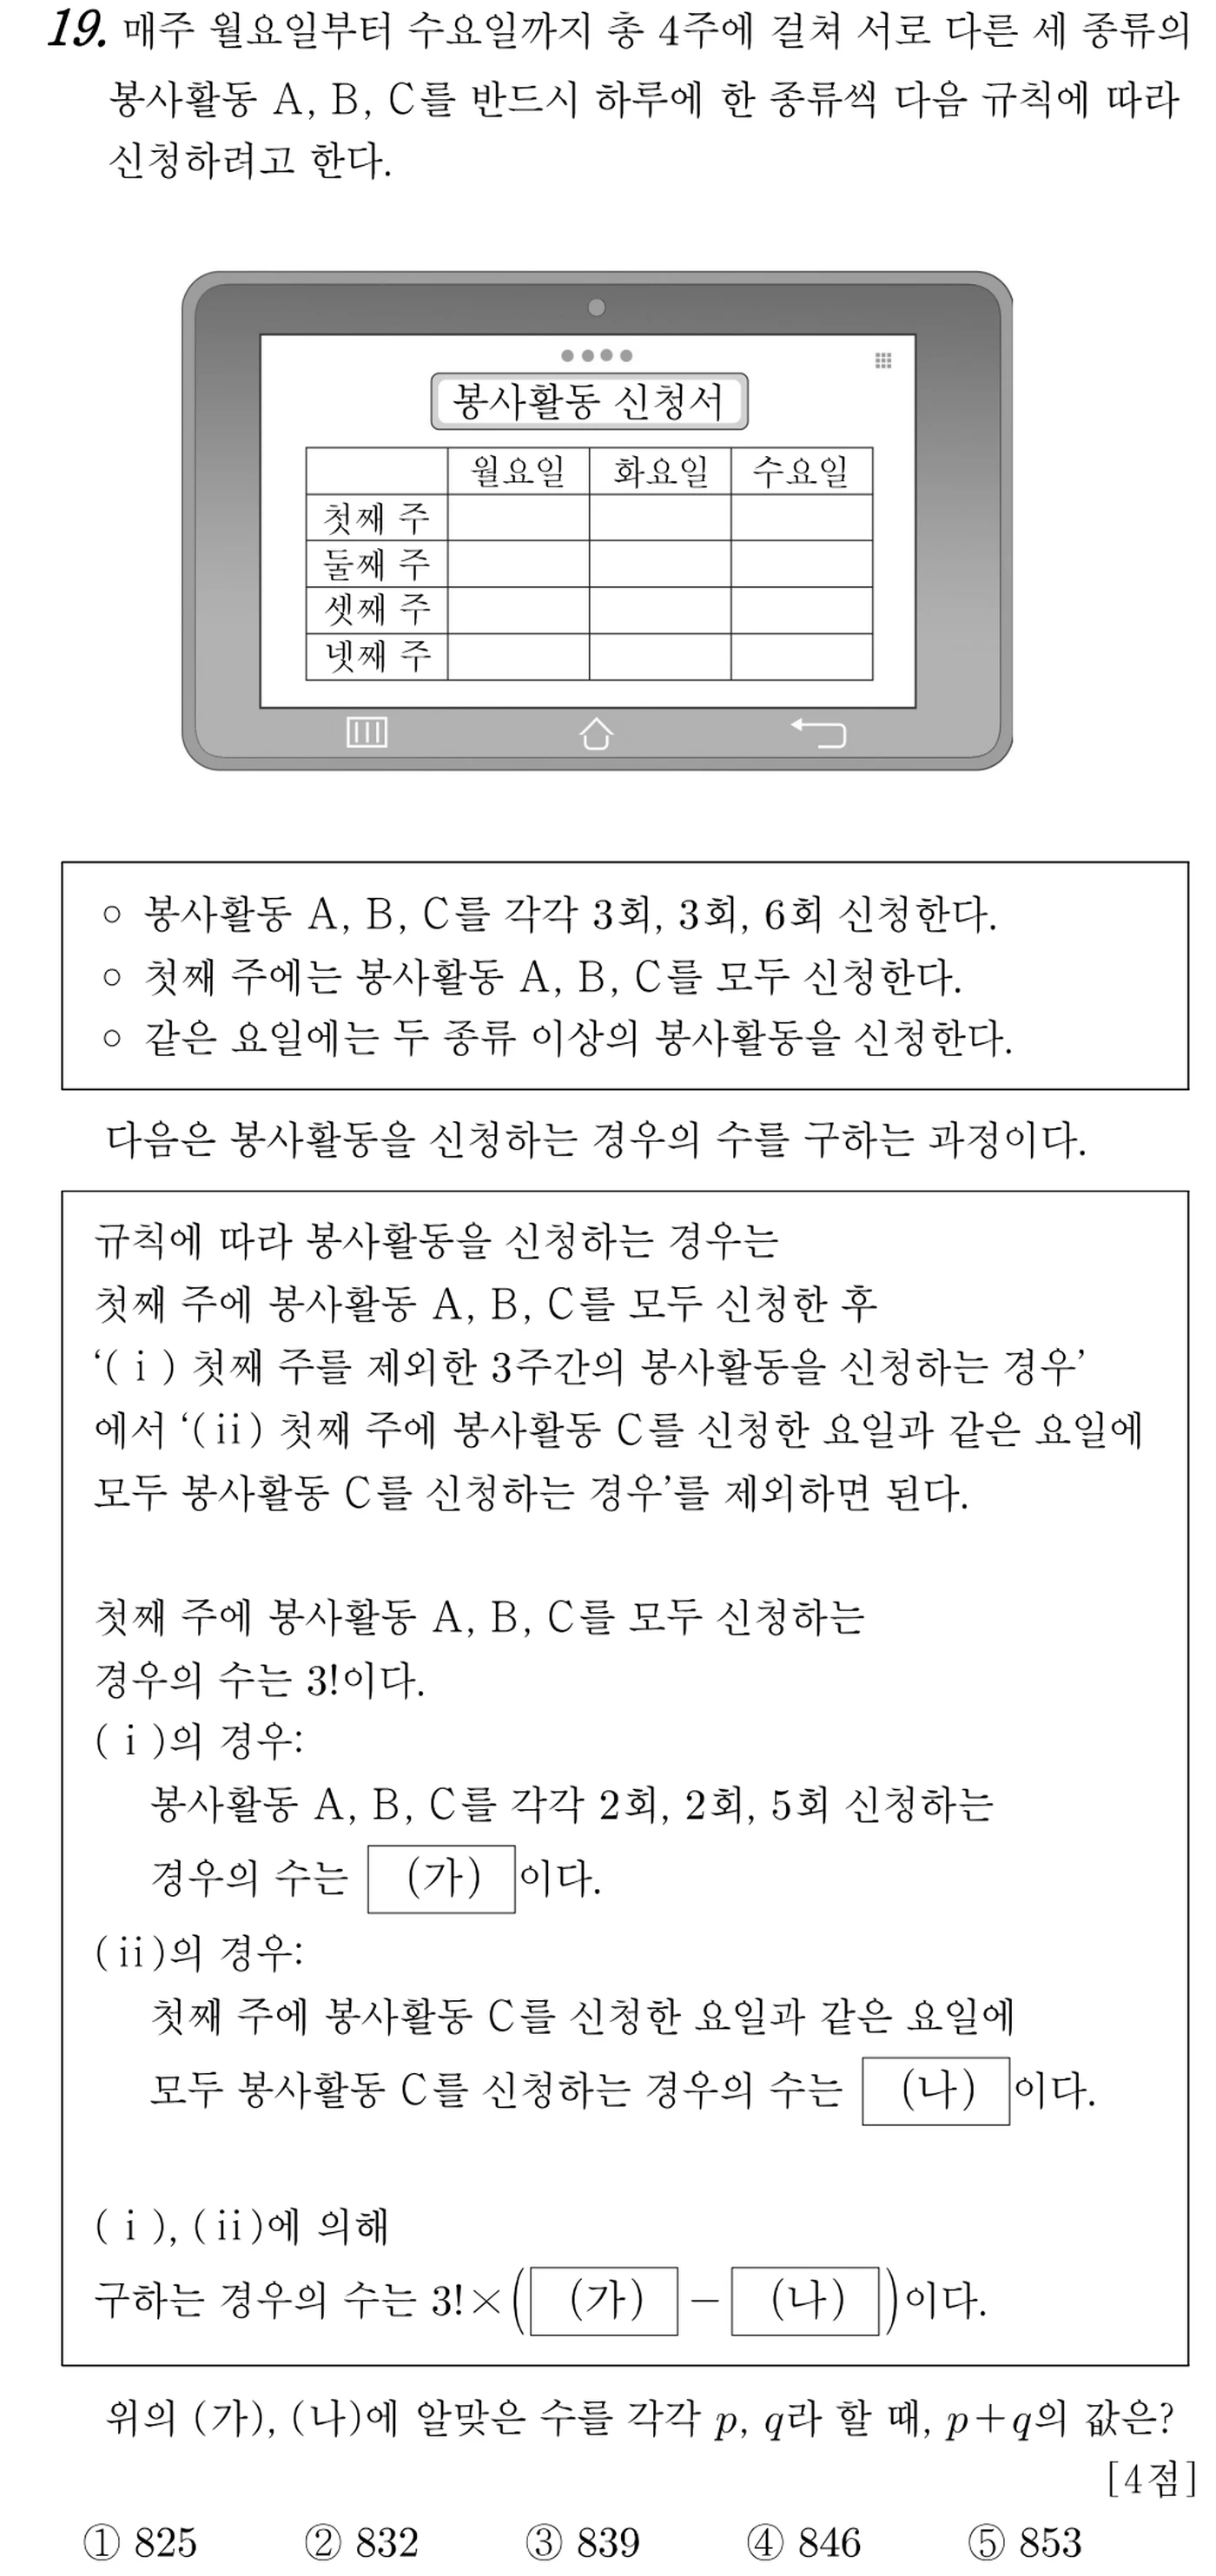 19. 매주 월요일부터 수요일까지 총 4주에 걸쳐 서로 다른 세 종류의
봉사활동 A, B, C를 반드시 하루에 한 종류씩 다음 규칙에 따라
신청하려고 한다.
봉사활동 신청서
월요일 화요일 수요일
첫째 주
둘째 주
셋째 주
넷째 주
○ 봉사활동 A, B, C를 각각 3회, 3회, 6회 신청한다.
○ 첫째 주에는 봉사활동 A, B, C를 모두 신청한다.
○ 같은 요일에는 두 종류 이상의 봉사활동을 신청한다.
다음은 봉사활동을 신청하는 경우의 수를 구하는 과정이다.
규칙에 따라 봉사활동을 신청하는 경우는
첫째 주에 봉사활동 A, B, C를 모두 신청한 후
‘(ⅰ) 첫째 주를 제외한 3주간의 봉사활동을 신청하는 경우’
에서 ‘(ⅱ) 첫째 주에 봉사활동 C를 신청한 요일과 같은 요일에
모두 봉사활동 C를 신청하는 경우’를 제외하면 된다.
첫째 주에 봉사활동 A, B, C를 모두 신청하는
경우의 수는 3!이다.
(ⅰ)의 경우:
봉사활동 A, B, C를 각각 2회, 2회, 5회 신청하는
경우의 수는 (가) 이다.
(ⅱ)의 경우:
첫째 주에 봉사활동 C를 신청한 요일과 같은 요일에
모두 봉사활동 C를 신청하는 경우의 수는 (나) 이다.
(ⅰ), (ⅱ)에 의해
구하는 경우의 수는 3!×( (가) − (나) )이다.
위의 (가), (나)에 알맞은 수를 각각 p, q라 할 때, p+q의 값은?
[4점]
① 825 ② 832 ③ 839 ④ 846 ⑤ 853